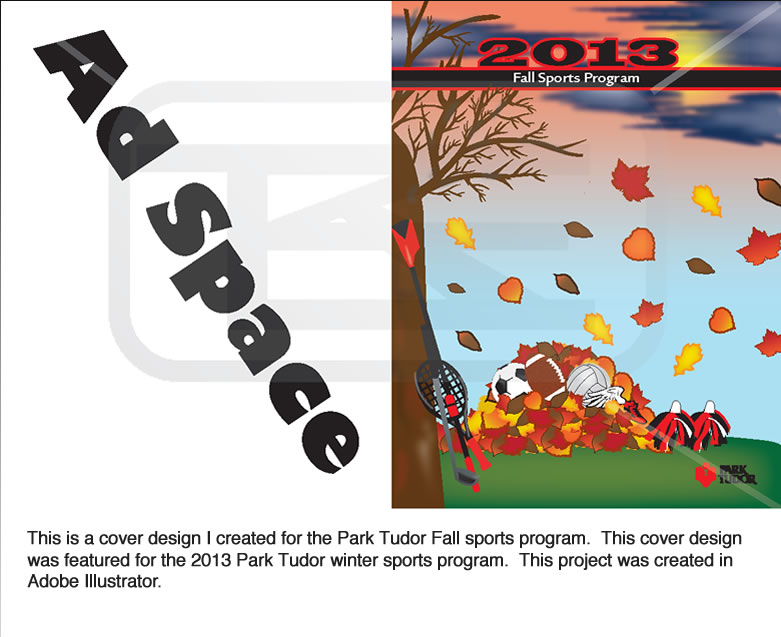 Ad Space
2013
Fall Sports Program
PARK
TUDOR
This is a cover design I created for the Park Tudor Fall sports program.  This cover design
was featured for the 2013 Park Tudor winter sports program.  This project was created in
Adobe Illustrator.